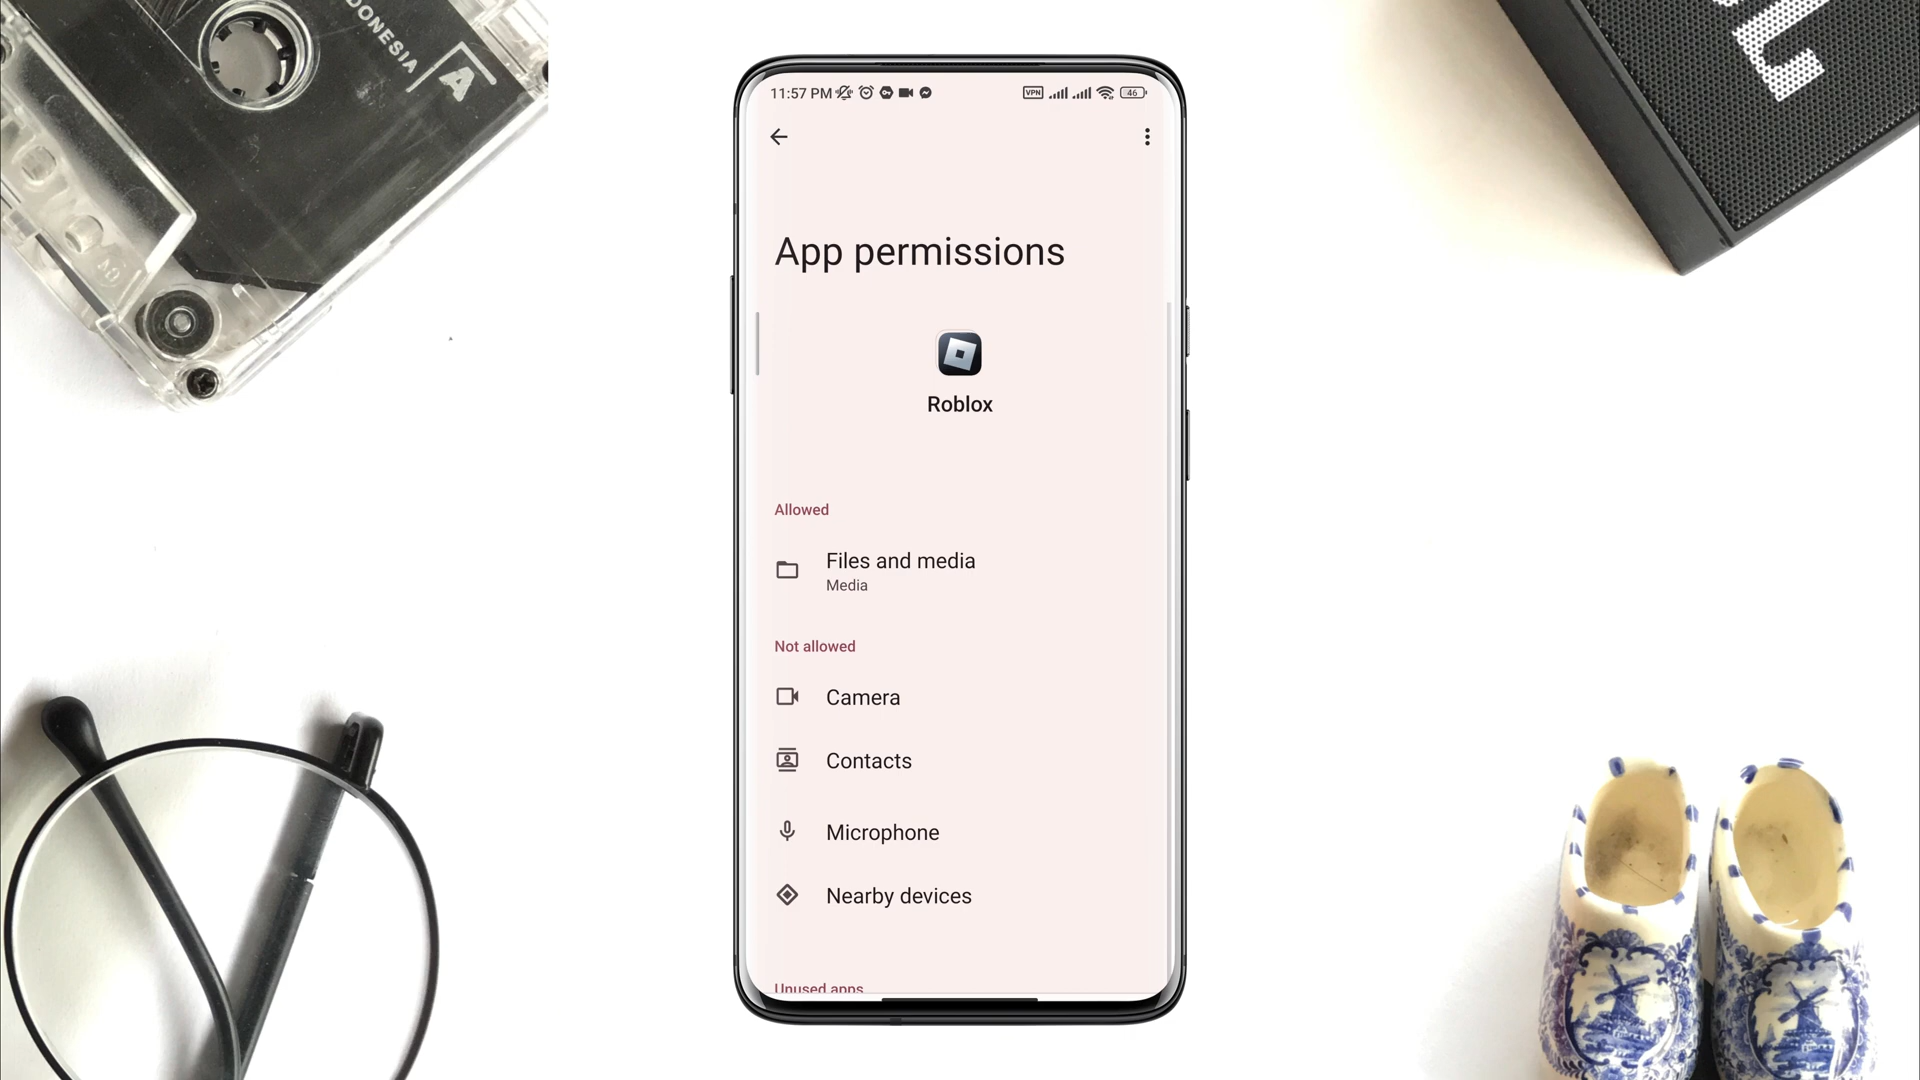 DONESIA
A
11:57 PM
VPN
46
App permissions
Roblox
Allowed
Files and media
Media
Not allowed
Camera
Contacts
Microphone
Nearby devices
Unused apps